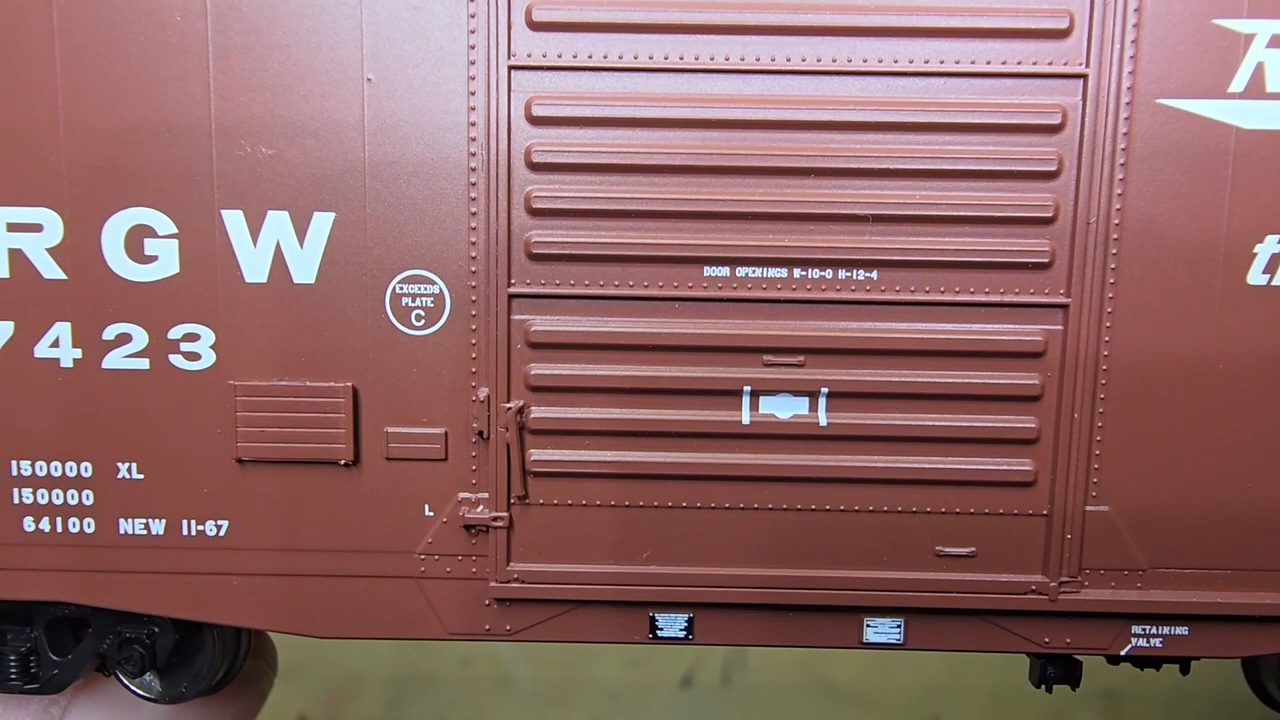 RGW
7423
EXCEEDS
PLATE
C
DOOR OPENINGS W-10-0 H-12-4
150000 XL
150000
64100 NEW 11-67
L
RETAINING
VALVE